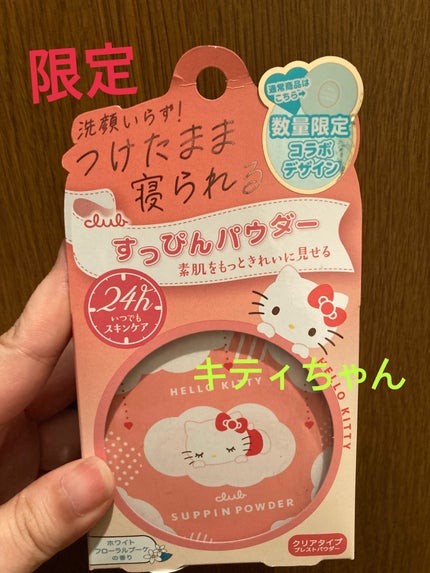 限定
通常商品は
こちら→
数量限定
コラボ
デザイン
洗顔いらず!
つけたまま
寝られる
club
すっぴんパウダー
素肌をもっときれいに見せる
24h
いつでも
スキンケア
キティちゃん
HELLO KITTY
HELLO KITTY
club
SUPPIN POWDER
ホワイト
フローラルブーケ
の香り
クリアタイプ
プレストパウダー